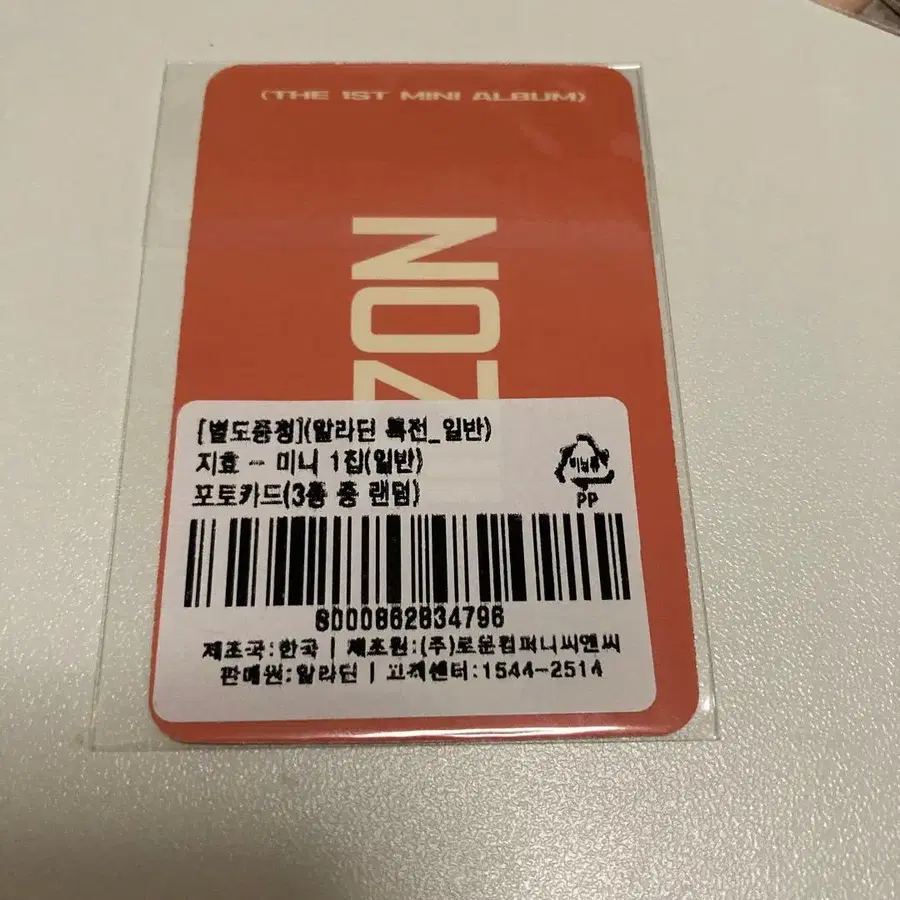 (THE 1ST MINI ALBUM)
ZON
[별도증정](알라딘 특전_일반)
지효 - 미니 1집(일반)
포토카드(3종 중 랜덤)
비닐류
PP
8000862834796
제조국:한국 | 제조원:(주)로운컴퍼니씨앤씨
판매원:알라딘 | 고객센터:1544-2514